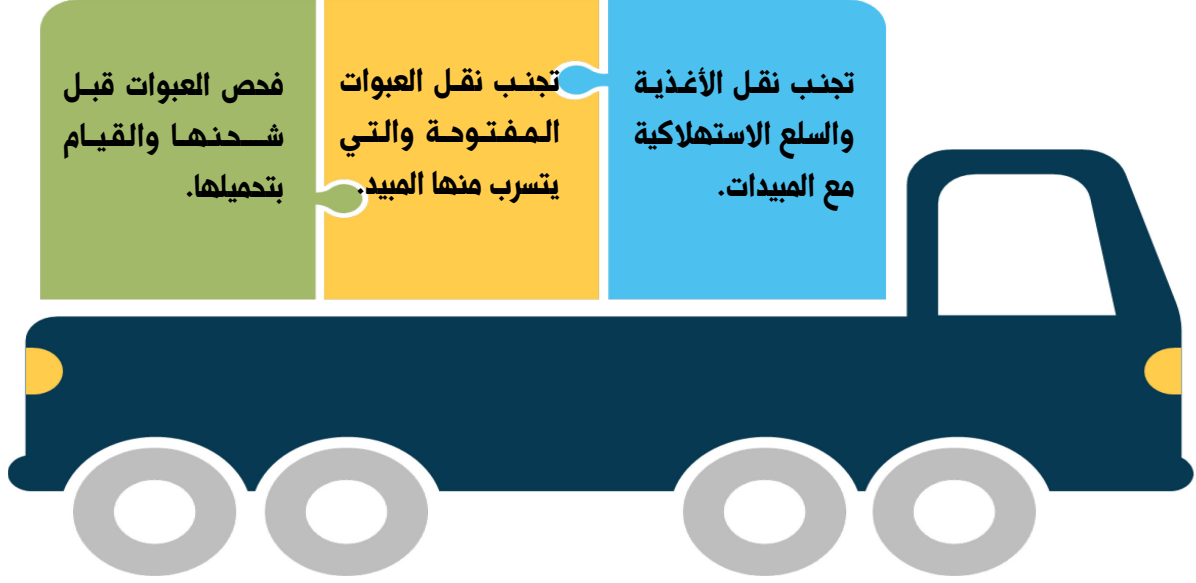 تجنب نقل الأغذية
والسلع الاستهلاكية
مع المبيدات.
تجنب نقل العبوات
المفتوحة والتي
يتسرب منها المبيد.
فحص العبوات قبل
شحنها والقيام
بتحميلها.